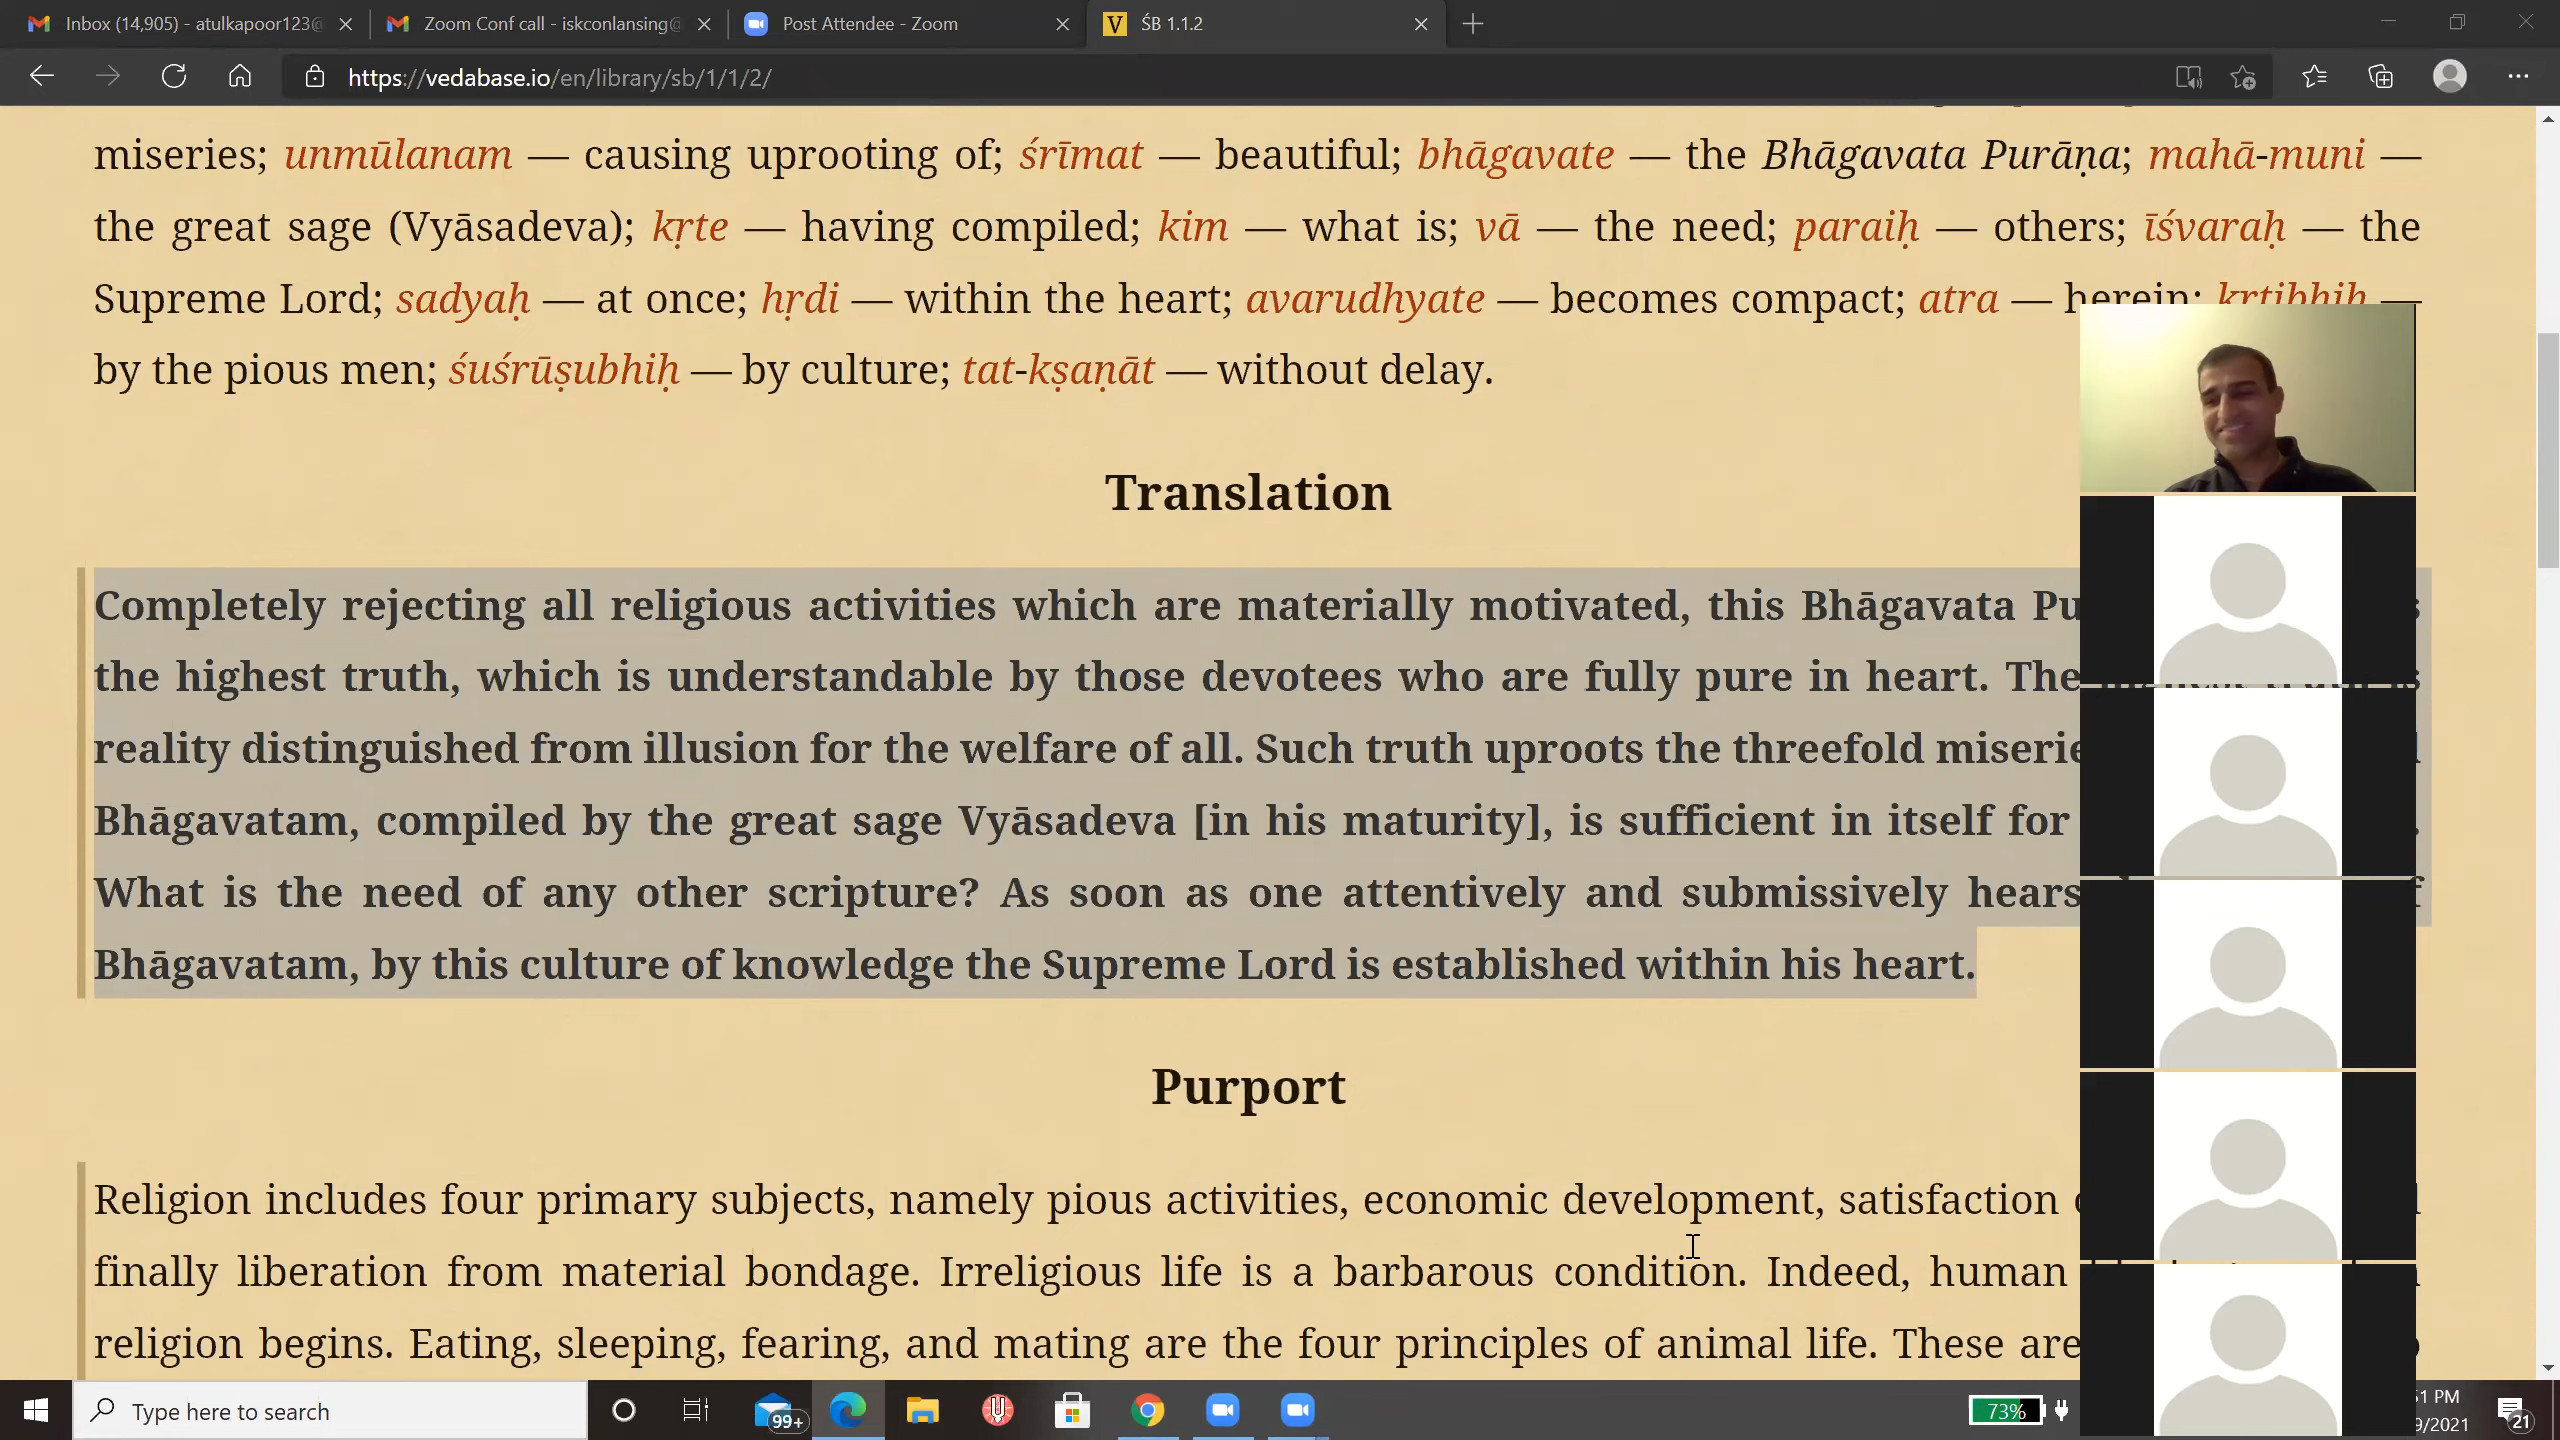 Inbox (14,905) - atulkapoor123@
Zoom Conf call - iskconlansing@
Post Attendee - Zoom
V ŚB 1.1.2
https://vedabase.io/en/library/sb/1/1/2/
miseries; unmūlanam — causing uprooting of; śrīmat — beautiful; bhāgavate — the Bhāgavata Purāṇa; mahā-muni —
the great sage (Vyāsadeva); kṛte — having compiled; kim — what is; vā — the need; paraiḥ — others; īśvaraḥ — the
Supreme Lord; sadyaḥ — at once; hṛdi — within the heart; avarudhyate — becomes compact; atra — herein; kṛtibhiḥ —
by the pious men; śuśrūṣubhiḥ — by culture; tat-kṣaṇāt — without delay.
Translation
Completely rejecting all religious activities which are materially motivated, this Bhāgavata Pu
the highest truth, which is understandable by those devotees who are fully pure in heart. The
reality distinguished from illusion for the welfare of all. Such truth uproots the threefold miserie
Bhāgavatam, compiled by the great sage Vyāsadeva [in his maturity], is sufficient in itself for
What is the need of any other scripture? As soon as one attentively and submissively hears
Bhāgavatam, by this culture of knowledge the Supreme Lord is established within his heart.
Purport
Religion includes four primary subjects, namely pious activities, economic development, satisfaction
finally liberation from material bondage. Irreligious life is a barbarous condition. Indeed, human
religion begins. Eating, sleeping, fearing, and mating are the four principles of animal life. These are
Type here to search
99+
73%
51 PM
9/2021
21